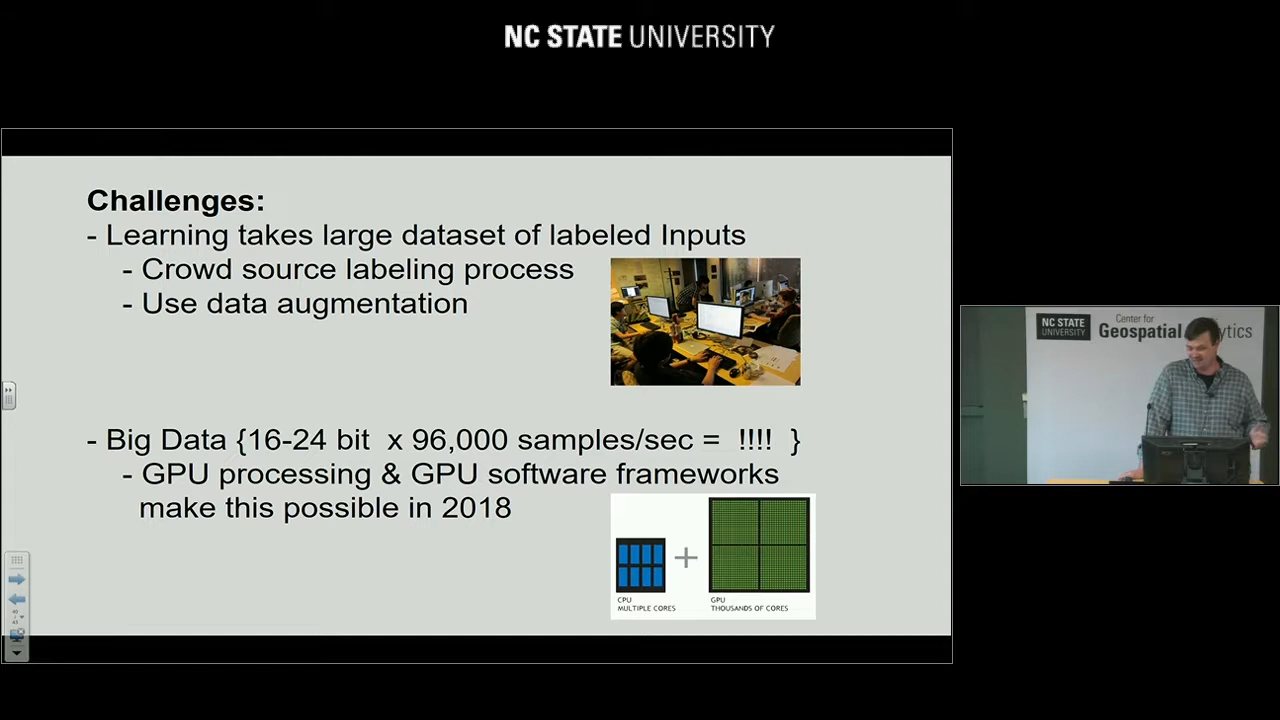 NC STATE UNIVERSITY
Challenges:
- Learning takes large dataset of labeled Inputs
- Crowd source labeling process
- Use data augmentation
- Big Data {16-24 bit x 96,000 samples/sec = !!!! }
- GPU processing & GPU software frameworks
make this possible in 2018
+
CPU
MULTIPLE CORES
GPU
THOUSANDS OF CORES
NC STATE
UNIVERSITY
Center for
Geospatial